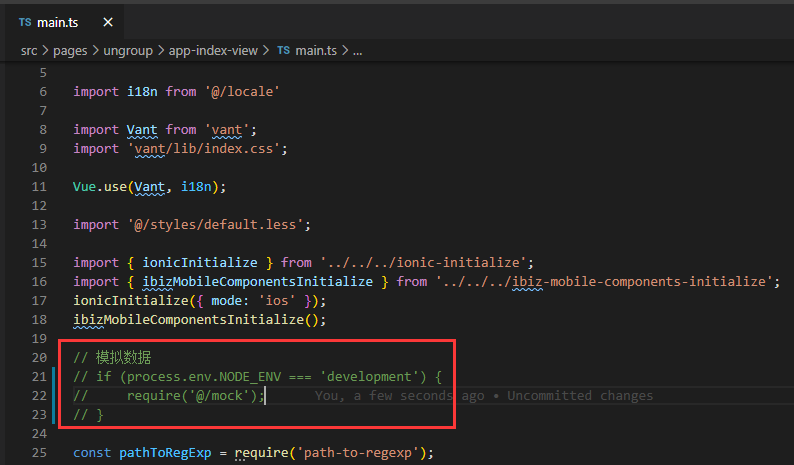 TS main.ts ×
src > pages > ungroup > app-index-view > TS main.ts > ...
5
6 import i18n from '@/locale'
7
8 import Vant from 'vant';
9 import 'vant/lib/index.css';
10
11 Vue.use(Vant, i18n);
12
13 import '@/styles/default.less';
14
15 import { ionicInitialize } from '../../../ionic-initialize';
16 import { ibizMobileComponentsInitialize } from '../../../ibiz-mobile-components-initialize';
17 ionicInitialize({ mode: 'ios' });
18 ibizMobileComponentsInitialize();
19
20 // 模拟数据
21 // if (process.env.NODE_ENV === 'development') {
22 //     require('@/mock'); You, a few seconds ago • Uncommitted changes
23 // }
24
25 const pathToRegExp = require('path-to-regexp');